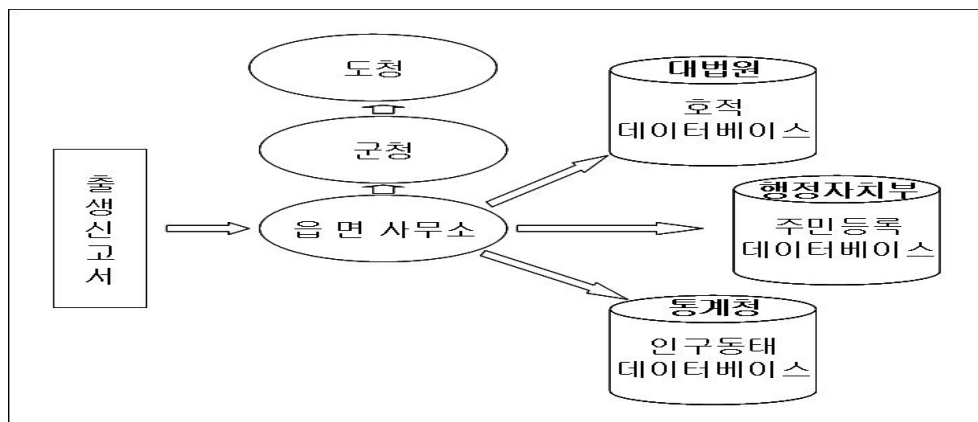 도청
군청
출생신고서
읍 면 사무소
대법원
호적
데이터베이스
행정자치부
주민등록
데이터베이스
통계청
인구동태
데이터베이스